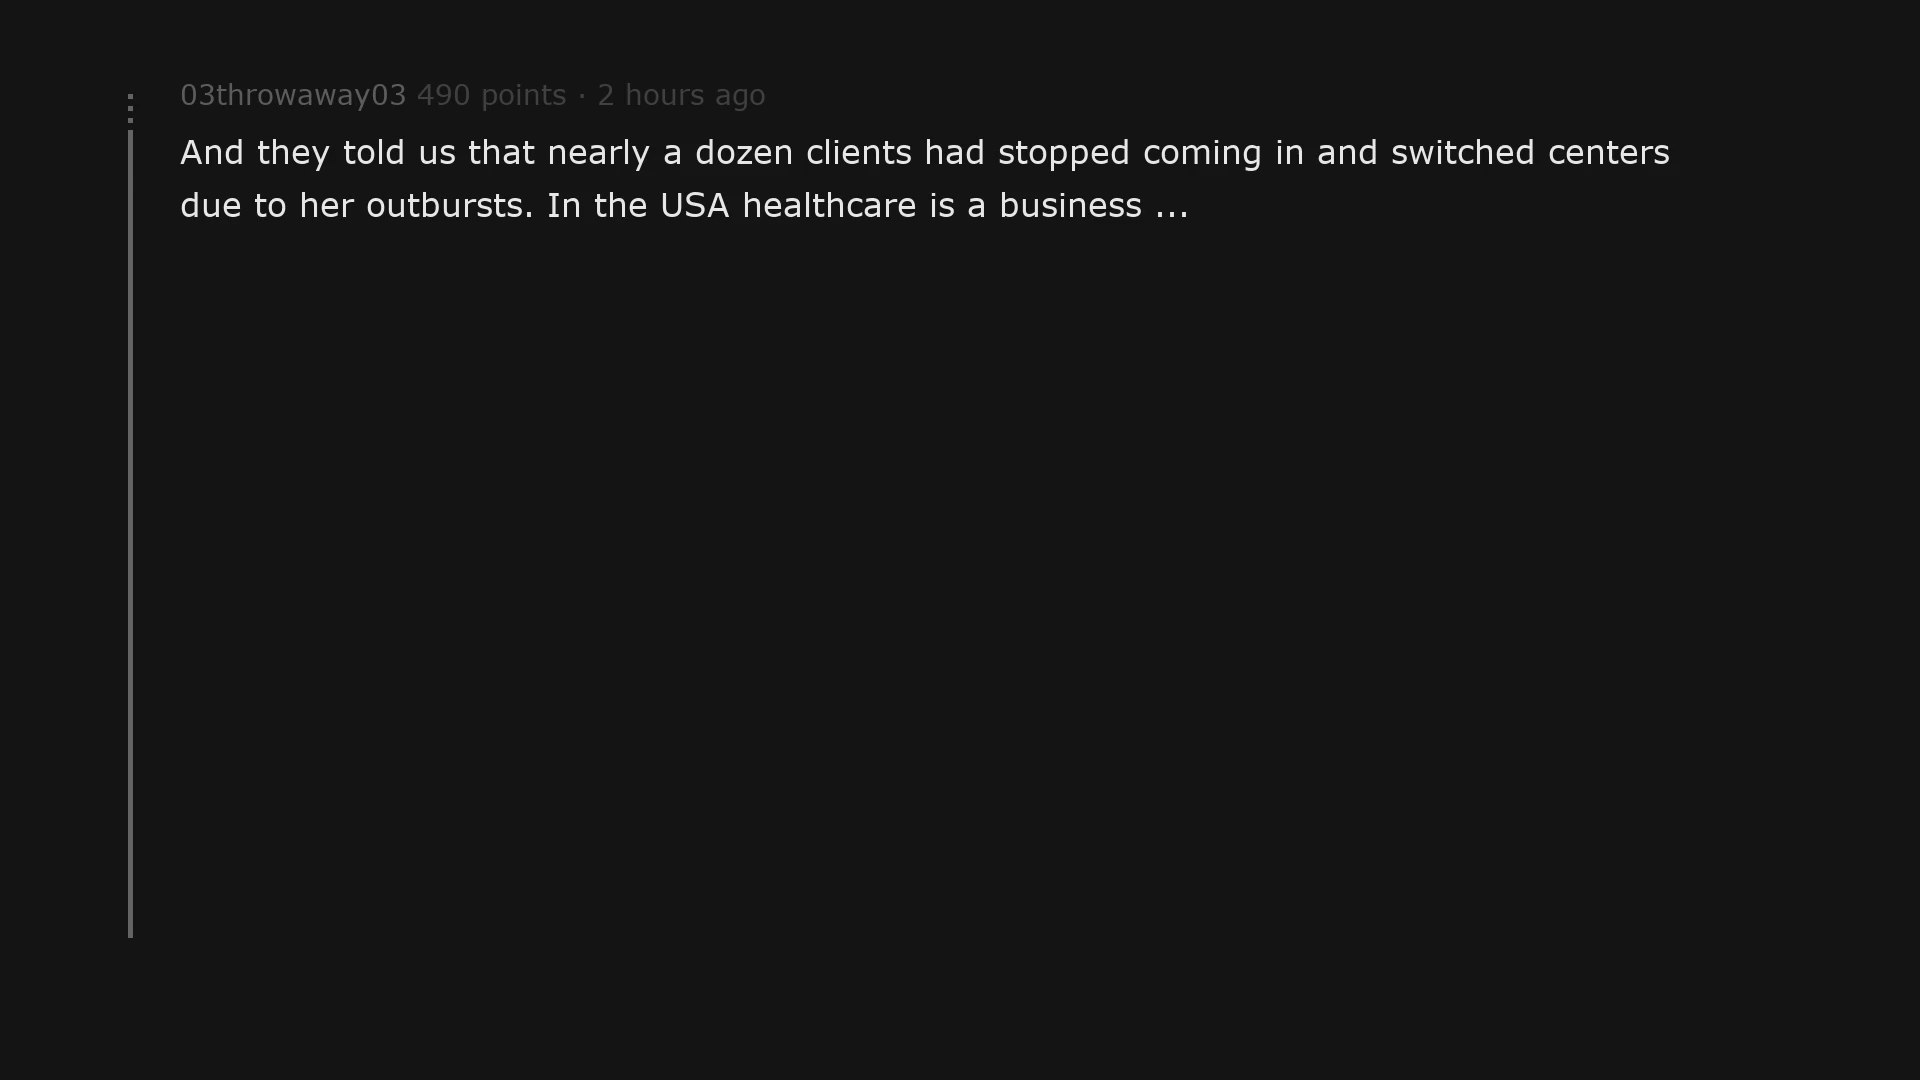 03throwaway03 490 points · 2 hours ago
And they told us that nearly a dozen clients had stopped coming in and switched centers
due to her outbursts. In the USA healthcare is a business ...